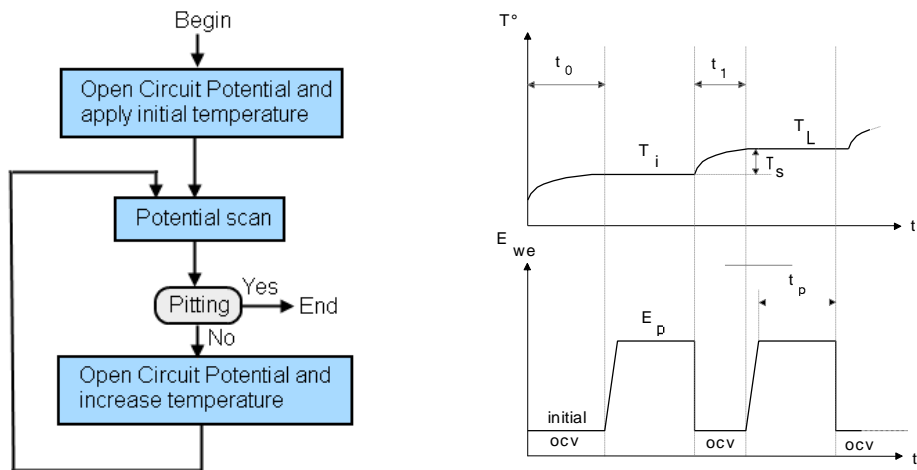 Begin
Open Circuit Potential and
apply initial temperature
Potential scan
Pitting
Yes
End
No
Open Circuit Potential and
increase temperature
T°
t 0
t 1
T i
T L
T s
t
E we
t p
E p
initial
ocv
ocv
ocv
t